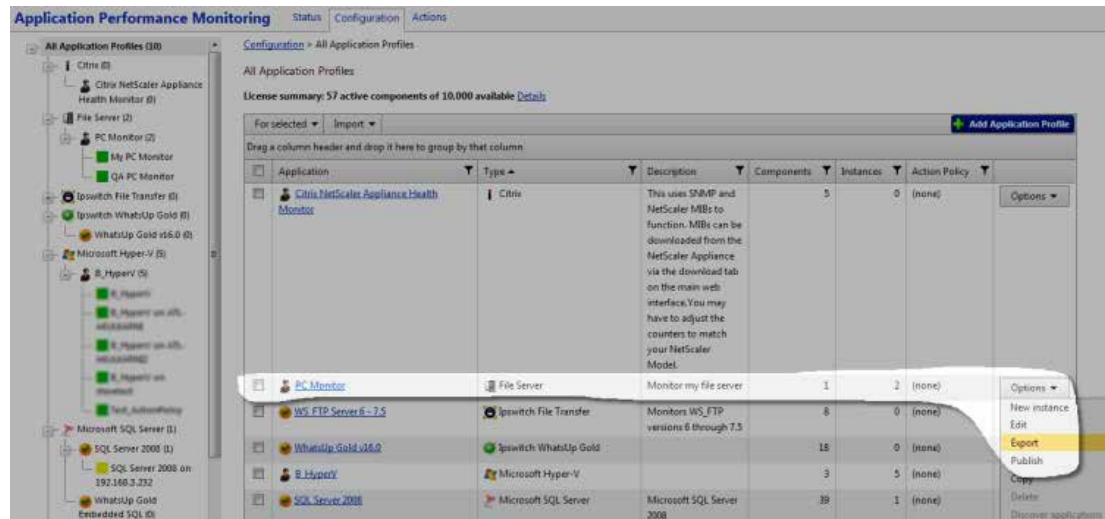 Application Performance Monitoring
Status Configuration Actions
All Application Profiles (10)
Citrix (0)
Citrix NetScaler Appliance
Health Monitor (0)
File Server (2)
PC Monitor (2)
My PC Monitor
QA PC Monitor
Ipswitch File Transfer (0)
Ipswitch WhatsUp Gold (0)
WhatsUp Gold v16.0 (0)
Microsoft Hyper-V (5)
B_HyperV (5)
Test_ActionPolicy
Microsoft SQL Server (1)
SQL Server 2008 (1)
SQL Server 2008 on
192.168.3.232
WhatsUp Gold
Embedded SQL (0)
Configuration > All Application Profiles
All Application Profiles
License summary: 57 active components of 10,000 available Details
For selected Import
Add Application Profile
Drag a column header and drop it here to group by that column
Application Type Description Components Instances Action Policy
Citrix NetScaler Appliance Health
Monitor
Citrix
This uses SNMP and
NetScaler MIBs to
function. MIBs can be
downloaded from the
NetScaler Appliance
via the download tab
on the main web
interface.You may
have to adjust the
counters to match
your NetScaler
Model.
5 0 (none) Options
PC Monitor File Server Monitor my file server 1 2 (none) Options
WS_FTP Server 6 - 7.5 Ipswitch File Transfer
Monitors WS_FTP
versions 6 through 7.5
8 0 (none)
WhatsUp Gold v16.0 Ipswitch WhatsUp Gold 18 0 (none)
B_HyperV Microsoft Hyper-V 3 5 (none)
SQL Server 2008 Microsoft SQL Server
Microsoft SQL Server
2008
39 1 (none)
New instance
Edit
Export
Publish
Copy
Delete
Discover applications